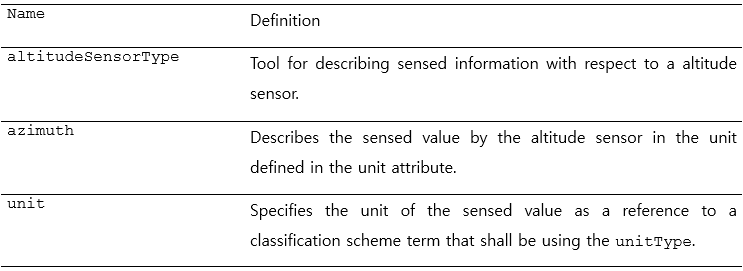 Name Definition
altitudeSensorType Tool for describing sensed information with respect to a altitude
sensor.
azimuth Describes the sensed value by the altitude sensor in the unit
defined in the unit attribute.
unit Specifies the unit of the sensed value as a reference to a
classification scheme term that shall be using the unitType.